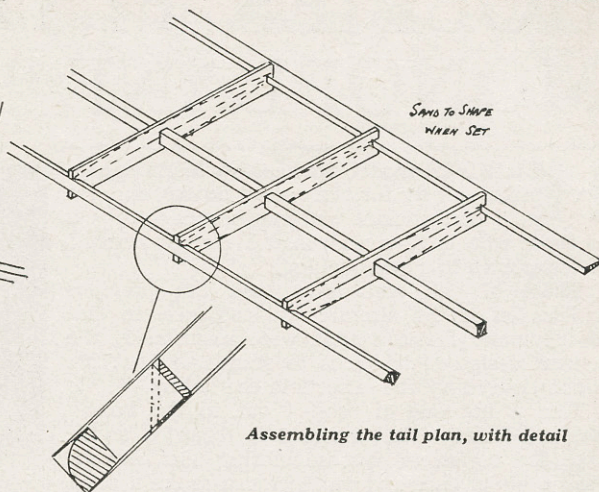 SAND TO SHAPE
WHEN SET
Assembling the tail plan, with detail